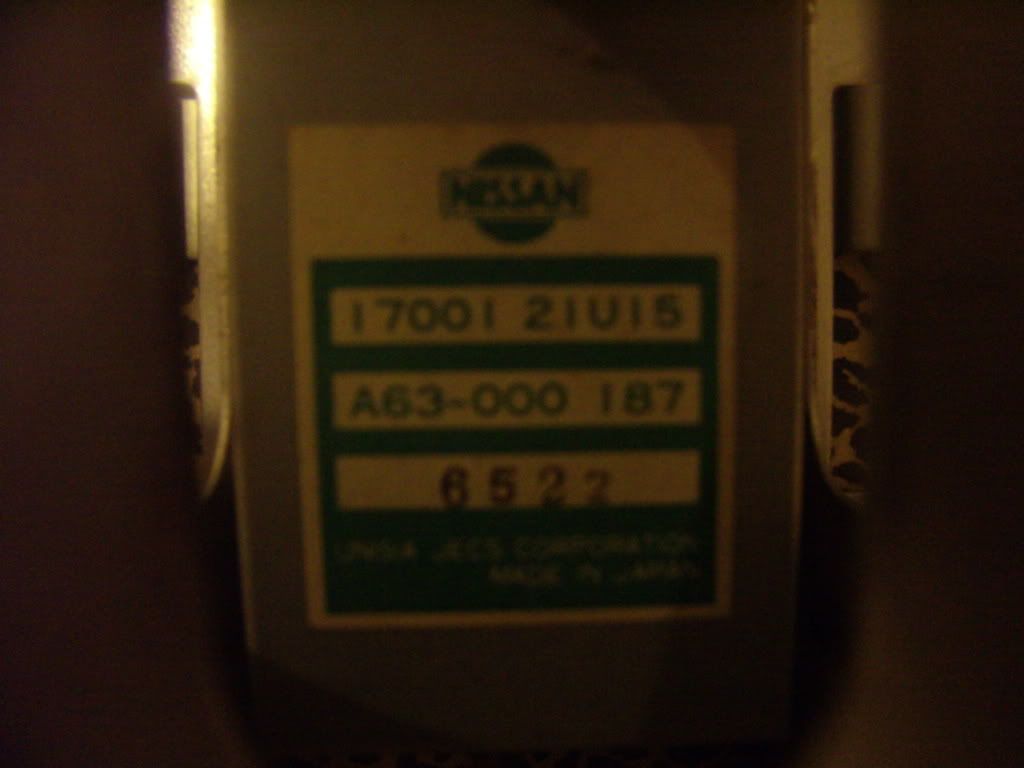 NISSAN
17001 21U15
A63-000 187
6522
UNISIA JECS CORPORATION
MADE IN JAPAN